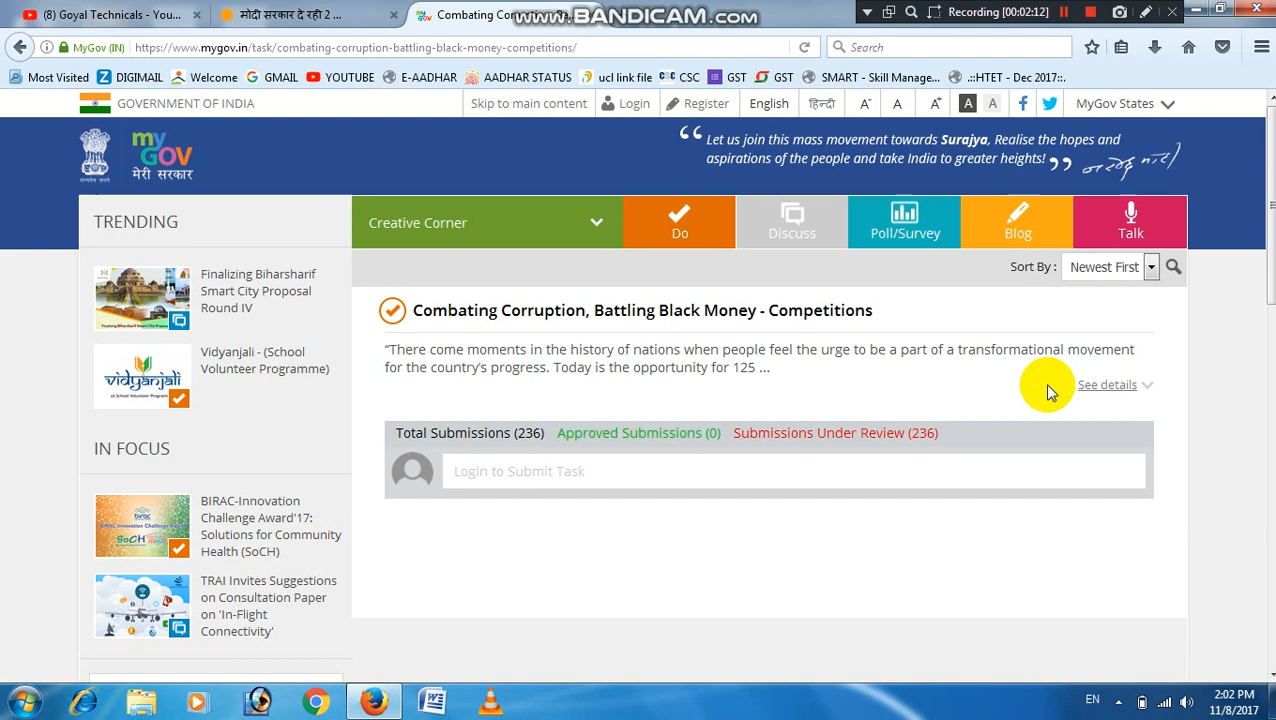 (8) Goyal Technicals - You...
मोदी सरकार दे रही 2 ...
www.BANDICAM.com
Recording [00:02:12]
MyGov (IN)
https://www.mygov.in/task/combating-corruption-battling-black-money-competitions/
Search
Most Visited
DIGIMAIL
Welcome
GMAIL
YOUTUBE
E-AADHAR
AADHAR STATUS
ucl link file
CSC
GST
GST
SMART - Skill Manage...
.::HTET - Dec 2017::.
GOVERNMENT OF INDIA
Skip to main content
Login
Register
English
हिन्दी
A-
A
A+
A
A
MyGov States
my
GOV
मेरी सरकार
Let us join this mass movement towards Surajya, Realise the hopes and
aspirations of the people and take India to greater heights!
TRENDING
Creative Corner
Do
Discuss
Poll/Survey
Blog
Talk
Finalizing Biharsharif
Smart City Proposal
Round IV
Vidyanjali - (School
Volunteer Programme)
Sort By :
Newest First
Combating Corruption, Battling Black Money - Competitions
“There come moments in the history of nations when people feel the urge to be a part of a transformational movement
for the country's progress. Today is the opportunity for 125 ...
See details
Total Submissions (236)
Approved Submissions (0)
Submissions Under Review (236)
Login to Submit Task
IN FOCUS
BIRAC-Innovation
Challenge Award'17:
Solutions for Community
Health (SoCH)
TRAI Invites Suggestions
on Consultation Paper
on 'In-Flight
Connectivity'
EN
2:02 PM
11/8/2017